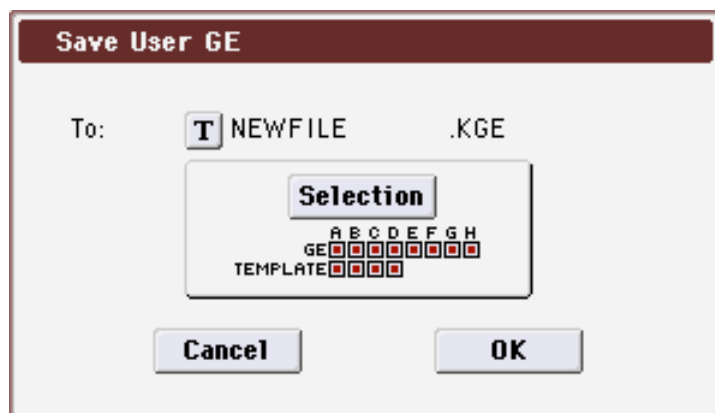 Save User GE
To: T NEWFILE .KGE
Selection
A B C D E F G H
GE
TEMPLATE
Cancel OK